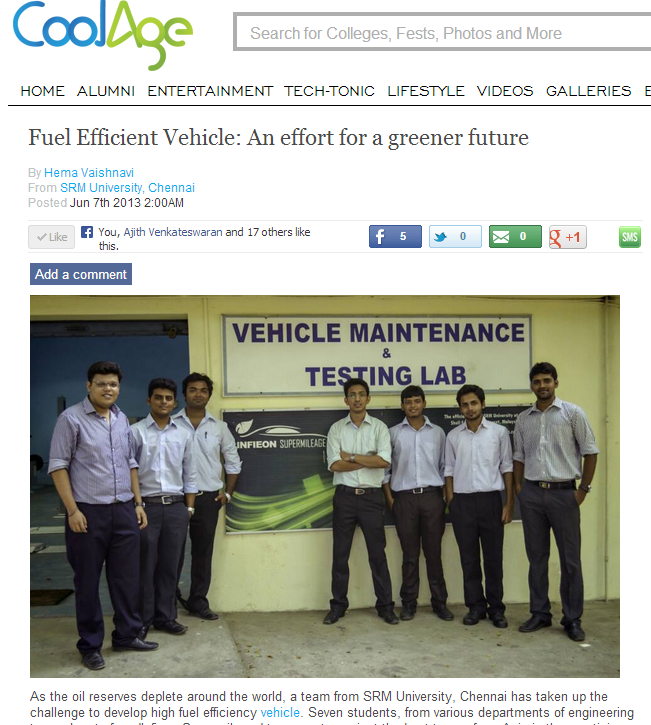 CoolAge
Search for Colleges, Fests, Photos and More
HOME ALUMNI ENTERTAINMENT TECH-TONIC LIFESTYLE VIDEOS GALLERIES E
Fuel Efficient Vehicle: An effort for a greener future
By Hema Vaishnavi
From SRM University, Chennai
Posted Jun 7th 2013 2:00AM
Like
You, Ajith Venkateswaran and 17 others like
this.
f 5
0
0
g +1
SMS
Add a comment
VEHICLE MAINTENANCE
&
TESTING LAB
INFIEON SUPERMILEAGE
The official
SRM University
As the oil reserves deplete around the world, a team from SRM University, Chennai has taken up the
challenge to develop high fuel efficiency vehicle. Seven students, from various departments of engineering